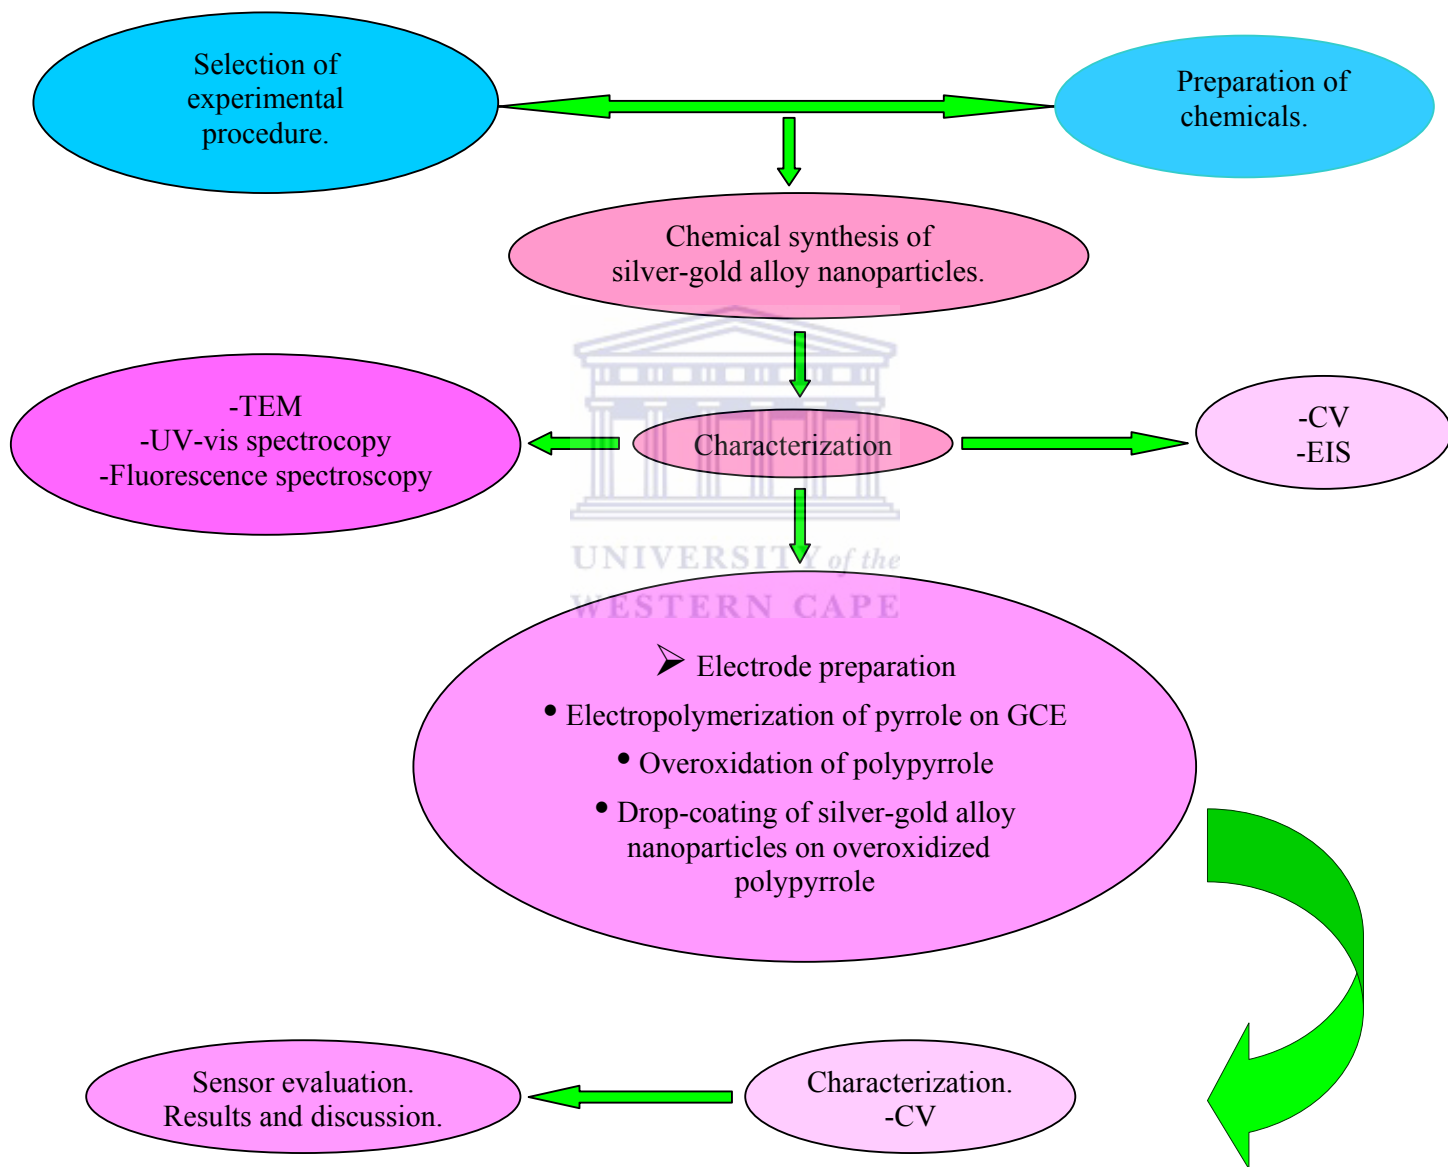 Selection of
experimental
procedure.
Preparation of
chemicals.
Chemical synthesis of
silver-gold alloy nanoparticles.
-TEM
-UV-vis spectrocopy
-Fluorescence spectroscopy
Characterization
-CV
-EIS
UNIVERSITY of the
WESTERN CAPE
➢ Electrode preparation
• Electropolymerization of pyrrole on GCE
• Overoxidation of polypyrrole
• Drop-coating of silver-gold alloy
nanoparticles on overoxidized
polypyrrole
Sensor evaluation.
Results and discussion.
Characterization.
-CV